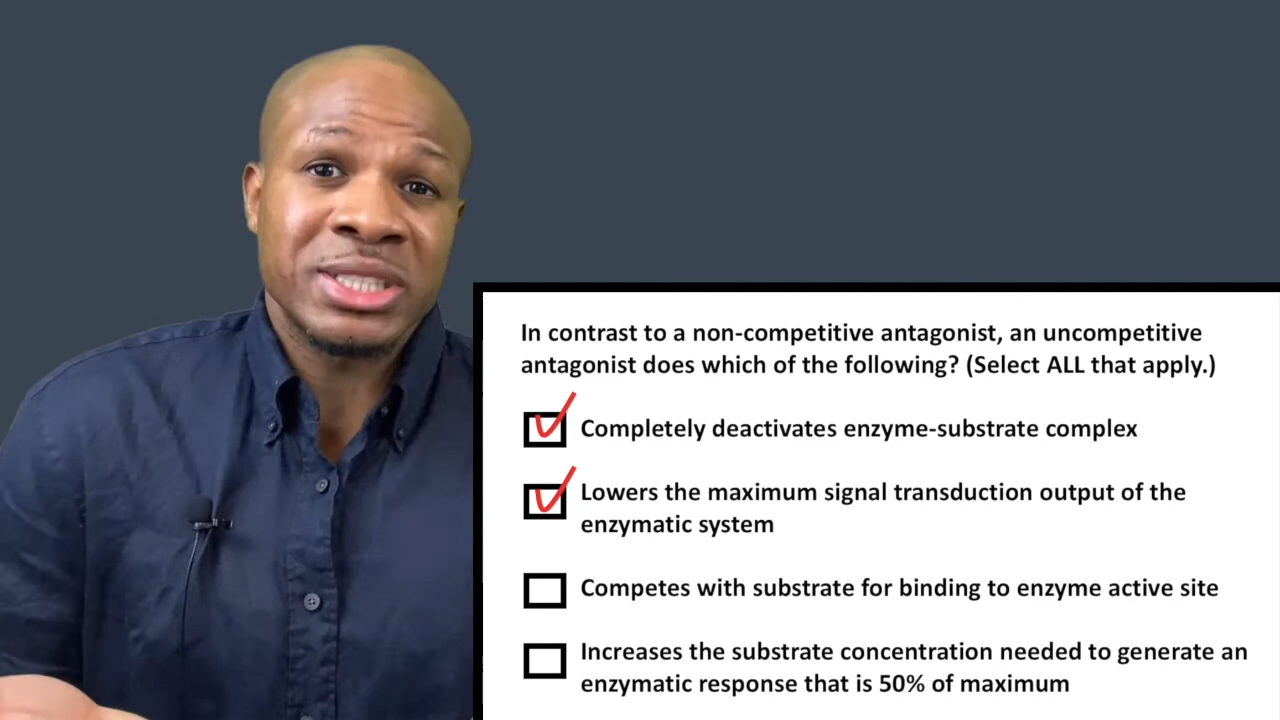 In contrast to a non-competitive antagonist, an uncompetitive
antagonist does which of the following? (Select ALL that apply.)
Completely deactivates enzyme-substrate complex
Lowers the maximum signal transduction output of the
enzymatic system
Competes with substrate for binding to enzyme active site
Increases the substrate concentration needed to generate an
enzymatic response that is 50% of maximum